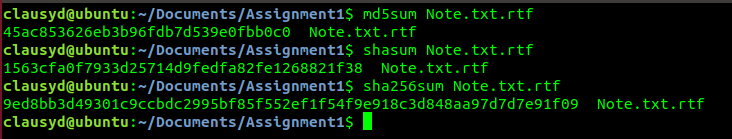 clausyd@ubuntu:~/Documents/Assignment1$ md5sum Note.txt.rtf
45ac853626eb3b96fdb7d539e0fbb0c0  Note.txt.rtf
clausyd@ubuntu:~/Documents/Assignment1$ shasum Note.txt.rtf
1563cfa0f7933d25714d9fedfa82fe1268821f38  Note.txt.rtf
clausyd@ubuntu:~/Documents/Assignment1$ sha256sum Note.txt.rtf
9ed8bb3d49301c9ccbdc2995bf85f552ef1f54f9e918c3d848aa97d7d7e91f09  Note.txt.rtf
clausyd@ubuntu:~/Documents/Assignment1$